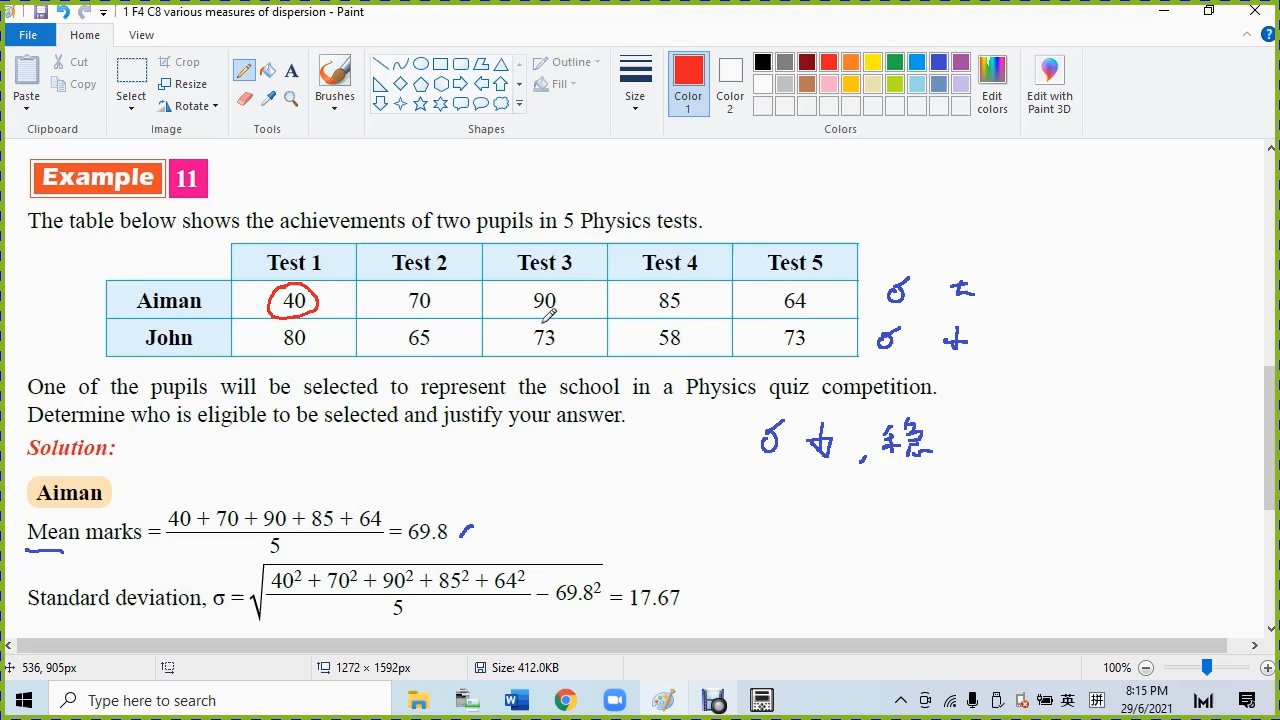 1 F4 C8 various measures of dispersion - Paint
File Home View
Paste Cut Copy Clipboard
Select Crop Resize Rotate Image
Tools
Brushes
Outline Fill Shapes
Size
Color 1 Color 2 Edit colors Colors
Edit with Paint 3D
Example 11
The table below shows the achievements of two pupils in 5 Physics tests.
Test 1 Test 2 Test 3 Test 4 Test 5
Aiman 40 70 90 85 64 σ 大
John 80 65 73 58 73 σ 小
One of the pupils will be selected to represent the school in a Physics quiz competition.
Determine who is eligible to be selected and justify your answer.
σ 小, 稳
Solution:
Aiman
Mean marks = (40 + 70 + 90 + 85 + 64) / 5 = 69.8
Standard deviation, σ = √((40² + 70² + 90² + 85² + 64²) / 5 − 69.8²) = 17.67
536, 905px 1272 × 1592px Size: 412.0KB 100%
Type here to search
英 拼 8:15 PM
29/6/2021